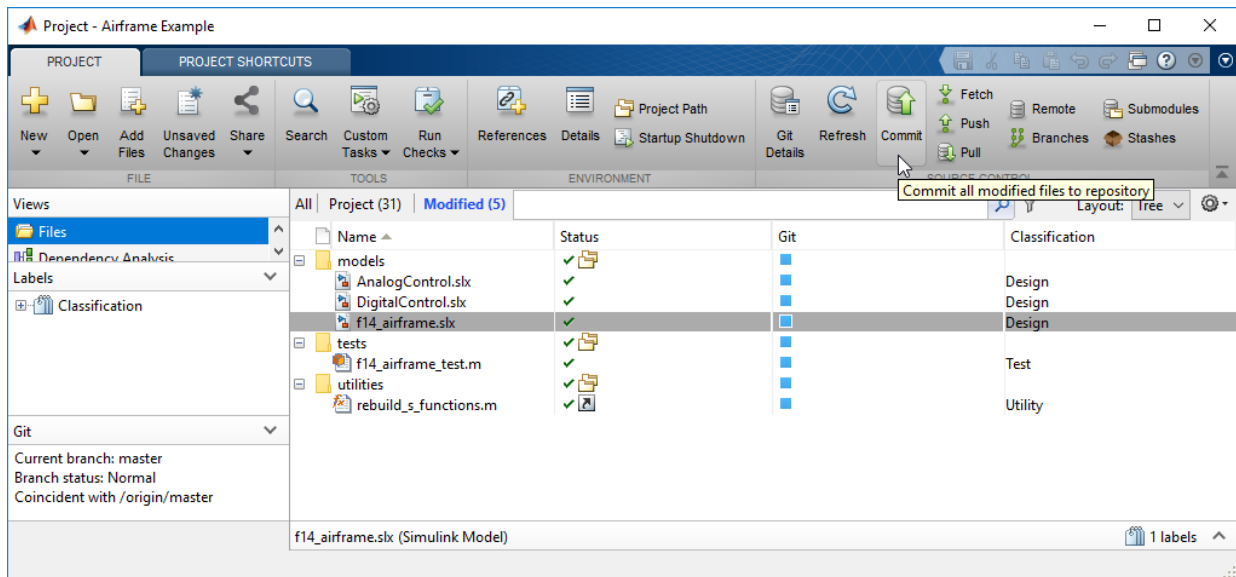 Project - Airframe Example
PROJECT PROJECT SHORTCUTS
New Open Add Files Unsaved Changes Share
FILE
Search Custom Tasks Run Checks
TOOLS
References Details Project Path
Startup Shutdown
ENVIRONMENT
Git Details Refresh Commit Fetch Push Pull Remote Branches Submodules Stashes
SOURCE CONTROL
Commit all modified files to repository
Views
Files
Dependency Analysis
Labels
Classification
Git
Current branch: master
Branch status: Normal
Coincident with /origin/master
All Project (31) Modified (5)
Layout: Tree
Name Status Git Classification
models
AnalogControl.slx Design
DigitalControl.slx Design
f14_airframe.slx Design
tests
f14_airframe_test.m Test
utilities
rebuild_s_functions.m Utility
f14_airframe.slx (Simulink Model) 1 labels